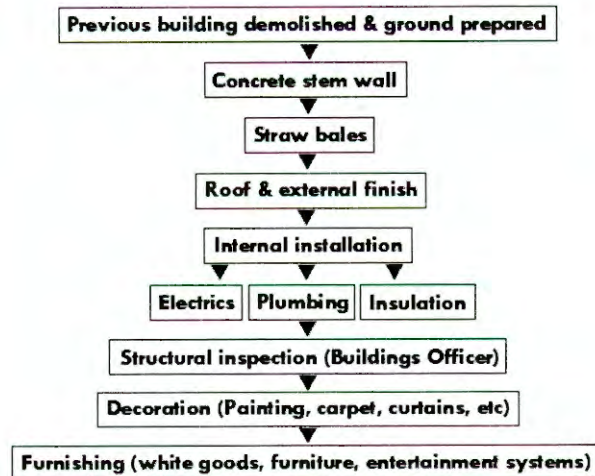 Previous building demolished & ground prepared
Concrete stem wall
Straw bales
Roof & external finish
Internal installation
Electrics Plumbing Insulation
Structural inspection (Buildings Officer)
Decoration (Painting, carpet, curtains, etc)
Furnishing (white goods, furniture, entertainment systems)